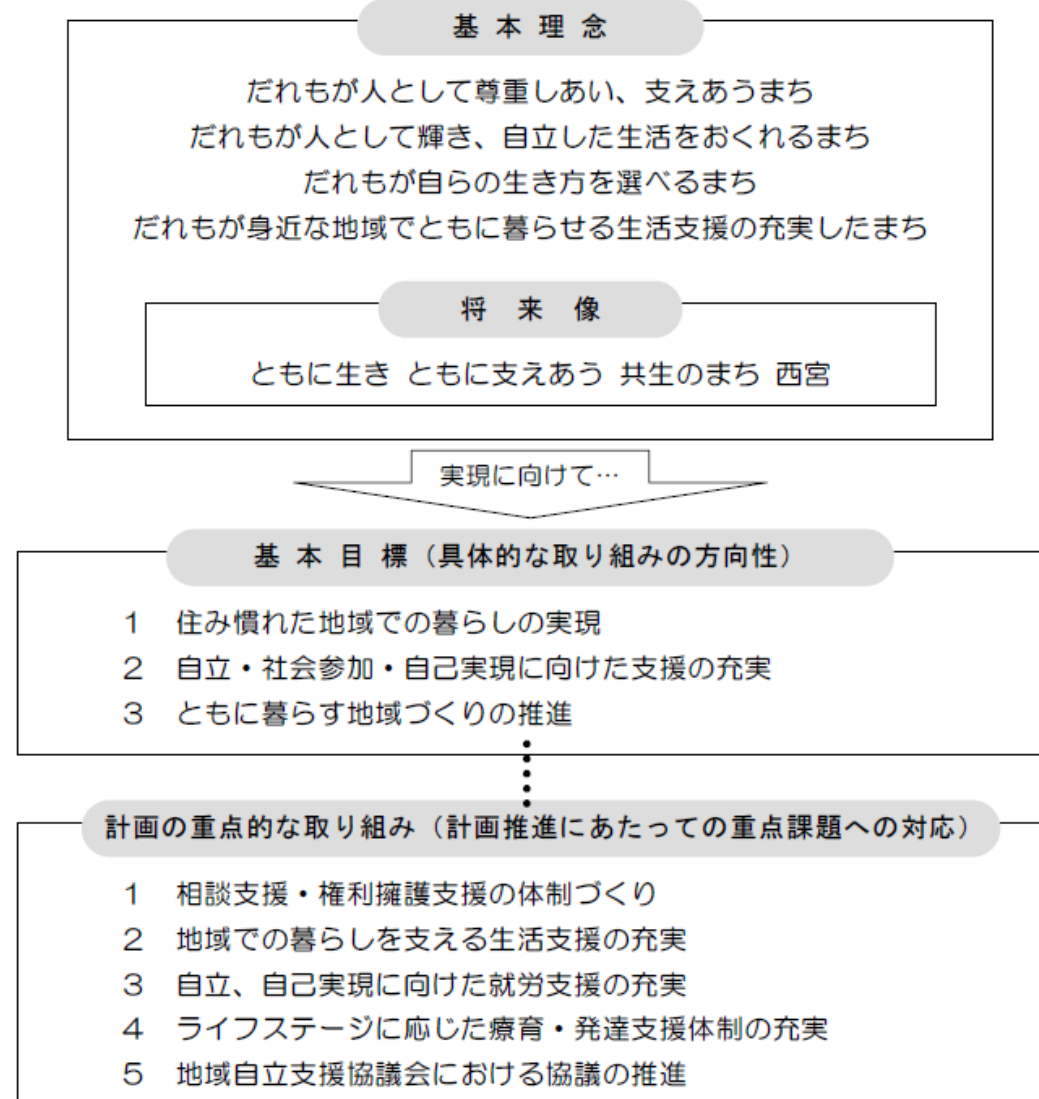 基本理念
だれもが人として尊重しあい、支えあうまち
だれもが人として輝き、自立した生活をおくれるまち
だれもが自らの生き方を選べるまち
だれもが身近な地域でともに暮らせる生活支援の充実したまち
将来像
ともに生き ともに支えあう 共生のまち 西宮
実現に向けて…
基本目標（具体的な取り組みの方向性）
1 住み慣れた地域での暮らしの実現
2 自立・社会参加・自己実現に向けた支援の充実
3 ともに暮らす地域づくりの推進
計画の重点的な取り組み（計画推進にあたっての重点課題への対応）
1 相談支援・権利擁護支援の体制づくり
2 地域での暮らしを支える生活支援の充実
3 自立、自己実現に向けた就労支援の充実
4 ライフステージに応じた療育・発達支援体制の充実
5 地域自立支援協議会における協議の推進